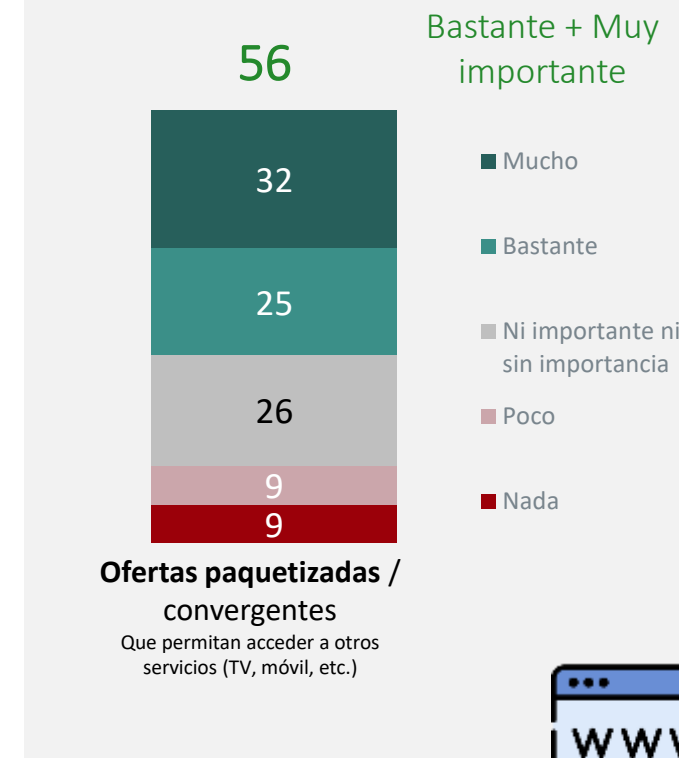 56
Bastante + Muy
importante
32
25
26
9
9
Mucho
Bastante
Ni importante ni
sin importancia
Poco
Nada
Ofertas paquetizadas /
convergentes
Que permitan acceder a otros
servicios (TV, móvil, etc.)